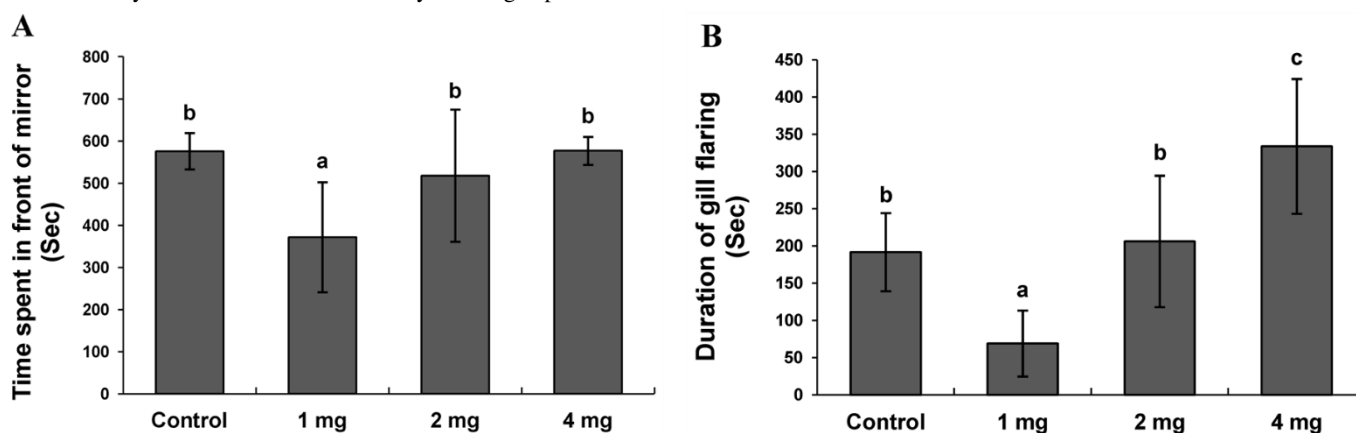 A
Time spent in front of mirror
(Sec)
800
700
600
500
400
300
200
100
0
b
a
b
b
Control 1 mg 2 mg 4 mg
B
Duration of gill flaring
(Sec)
450
400
350
300
250
200
150
100
50
0
b
a
b
c
Control 1 mg 2 mg 4 mg